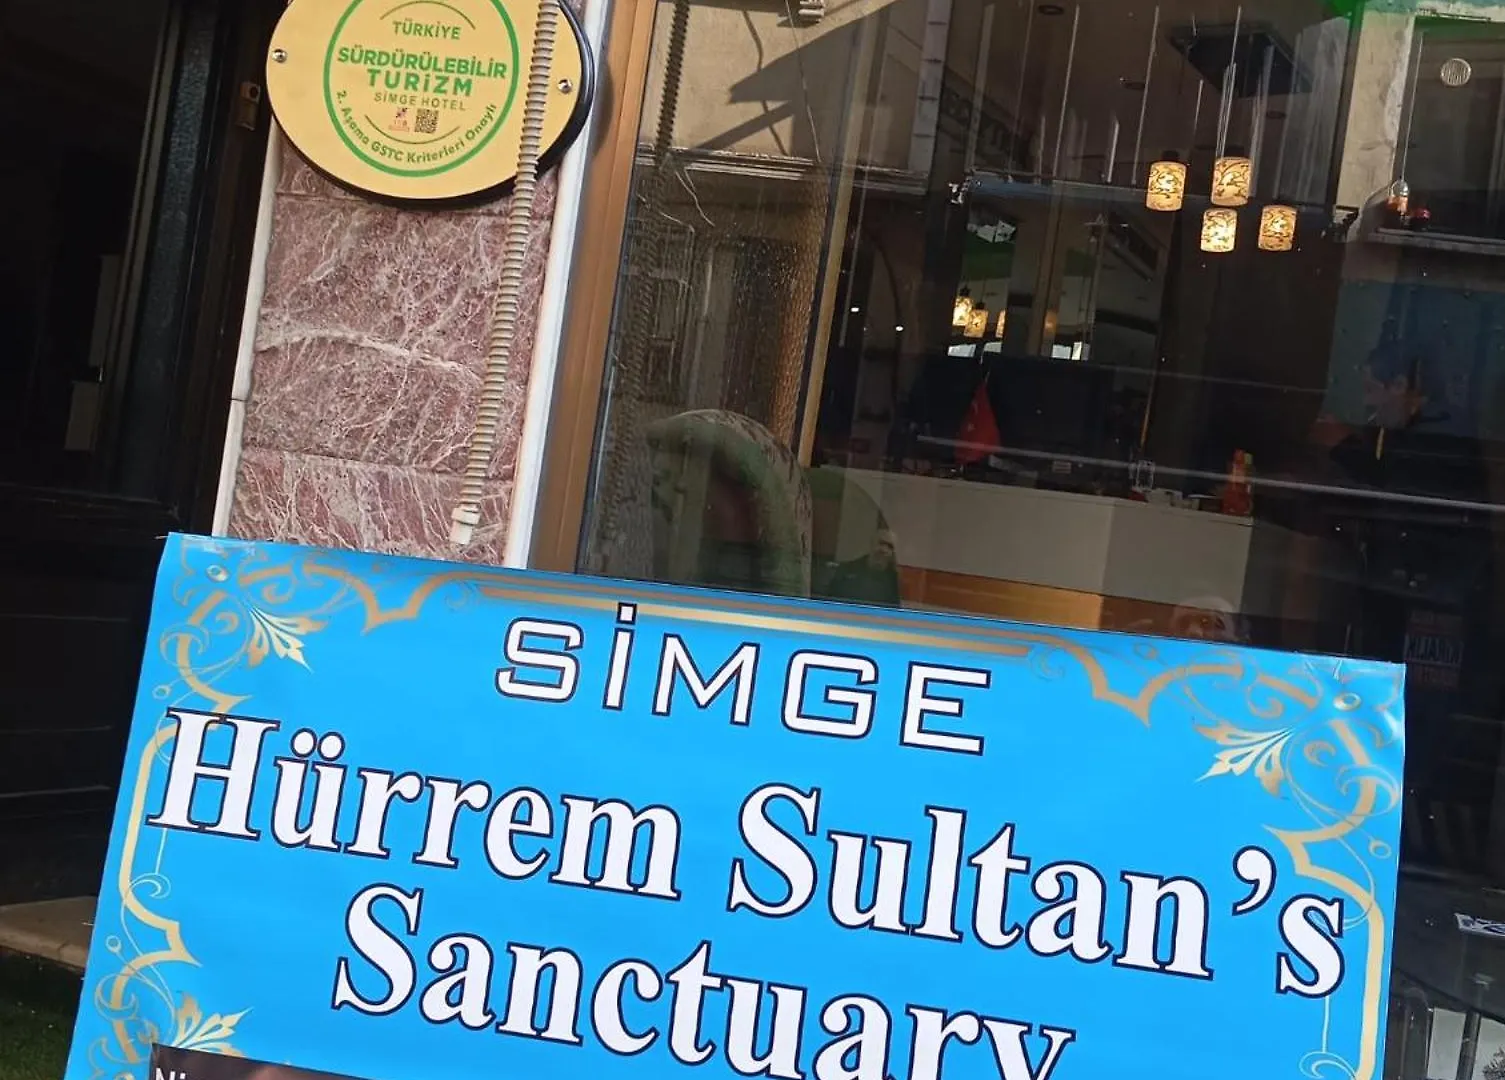 TÜRKİYE
SÜRDÜRÜLEBİLİR
TURİZM
SİMGE HOTEL
2. Aşama GSTC Kriterleri Onaylı
SİMGE
Hürrem Sultan's
Sanctuary